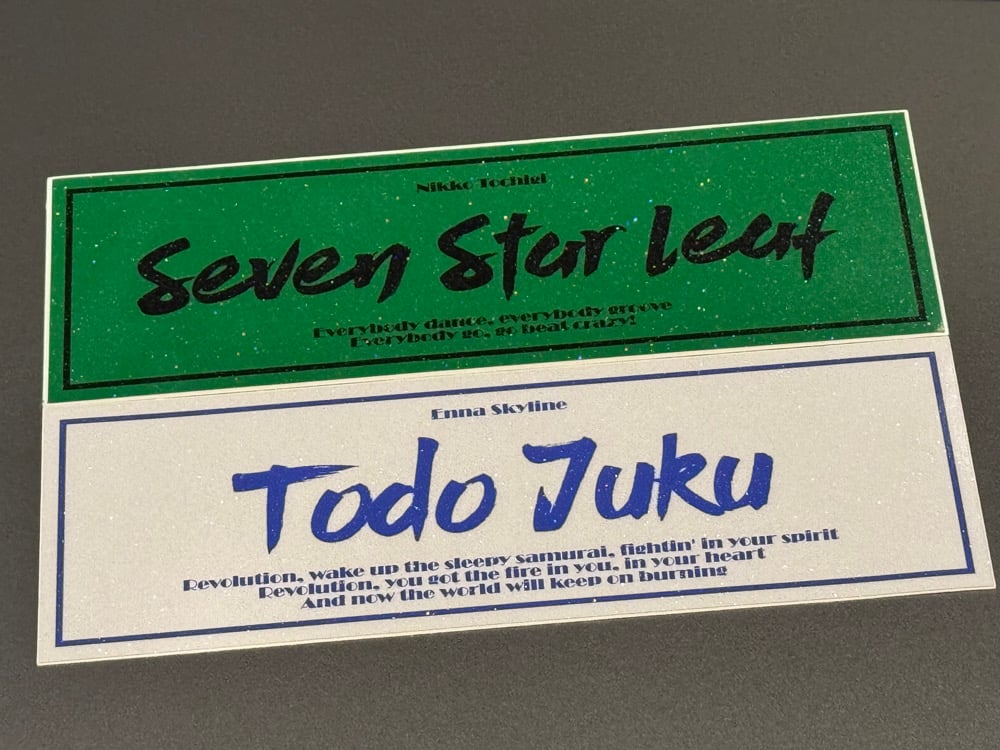 Nikko Tochigi
Seven Star Leaf
Everybody dance, everybody groove
Everybody go, go beat crazy!
Enna Skyline
Todo Juku
Revolution, wake up the sleepy samurai, fightin' in your spirit
Revolution, you got the fire in you, in your heart
And now the world will keep on burning